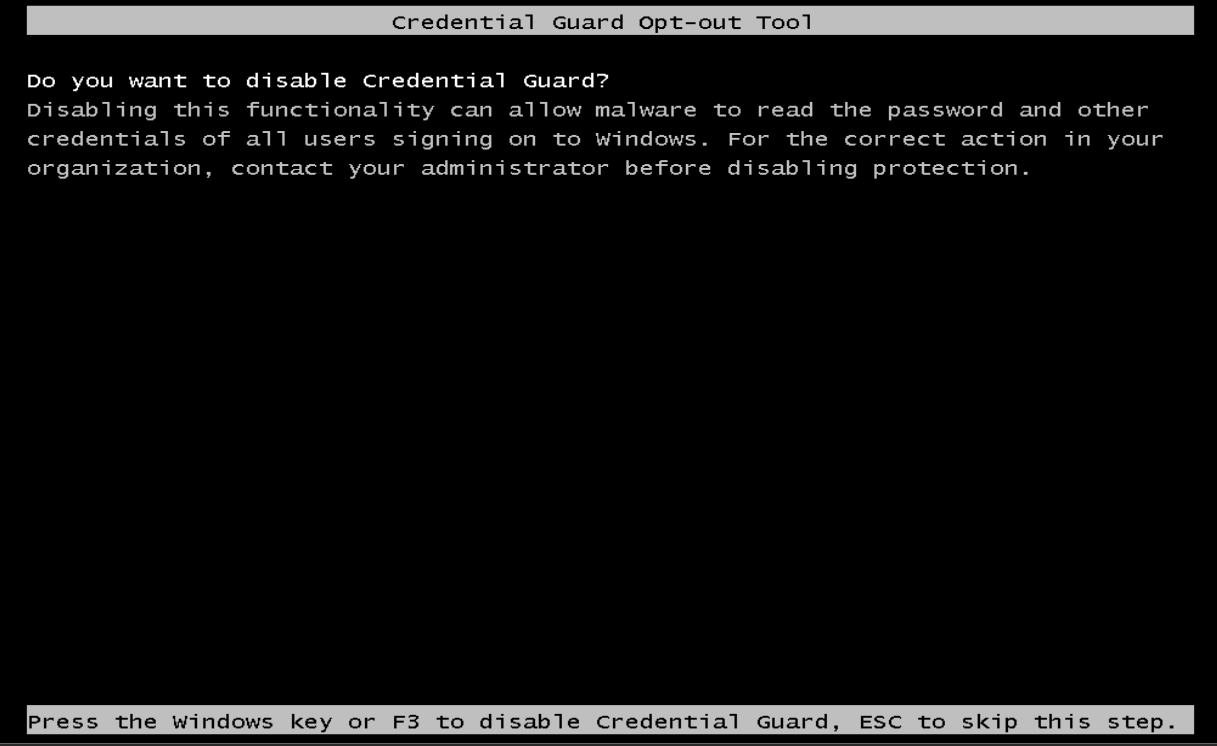 Credential Guard Opt-out Tool
Do you want to disable Credential Guard?
Disabling this functionality can allow malware to read the password and other
credentials of all users signing on to Windows. For the correct action in your
organization, contact your administrator before disabling protection.
Press the Windows key or F3 to disable Credential Guard, ESC to skip this step.